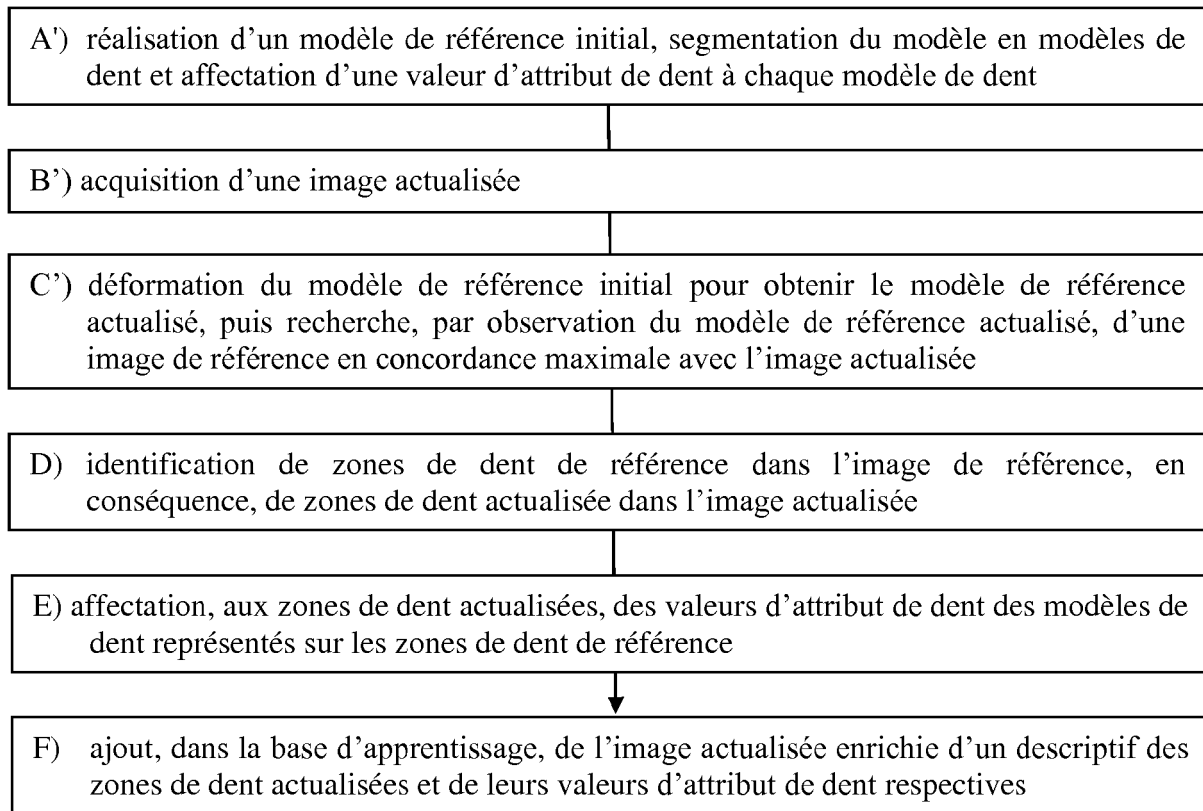 A') réalisation d’un modèle de référence initial, segmentation du modèle en modèles de
dent et affectation d’une valeur d’attribut de dent à chaque modèle de dent
B’) acquisition d’une image actualisée
C’) déformation du modèle de référence initial pour obtenir le modèle de référence
actualisé, puis recherche, par observation du modèle de référence actualisé, d’une
image de référence en concordance maximale avec l’image actualisée
D) identification de zones de dent de référence dans l’image de référence, en
conséquence, de zones de dent actualisée dans l’image actualisée
E) affectation, aux zones de dent actualisées, des valeurs d’attribut de dent des modèles de
dent représentés sur les zones de dent de référence
F) ajout, dans la base d’apprentissage, de l’image actualisée enrichie d’un descriptif des
zones de dent actualisées et de leurs valeurs d’attribut de dent respectives